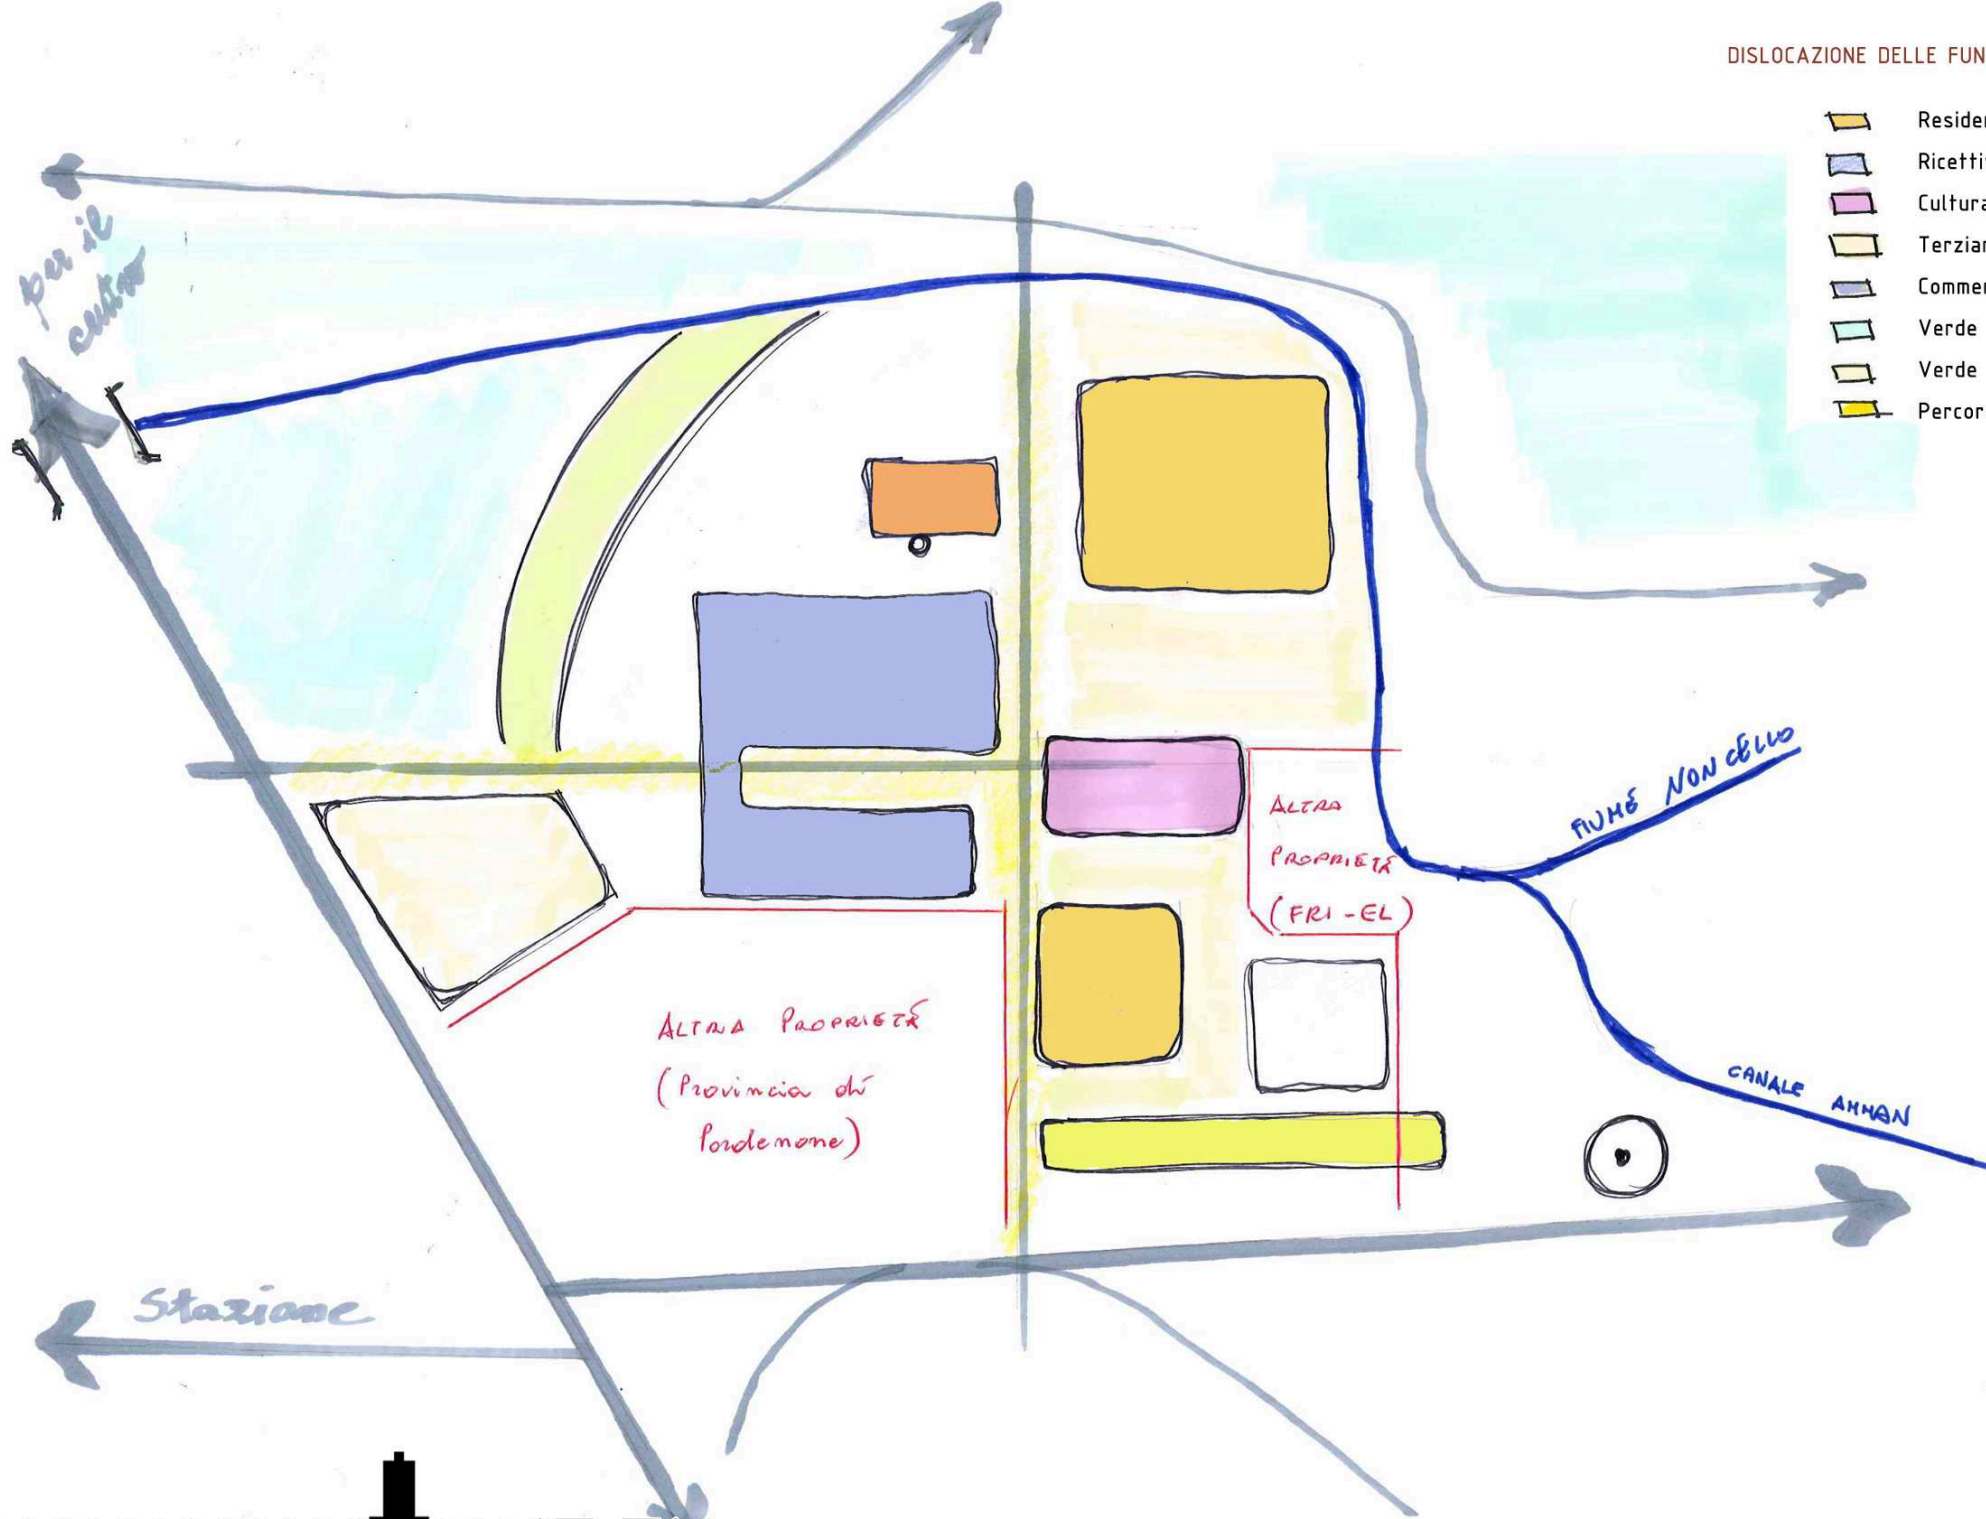 DISLOCAZIONE DELLE FUN
Residen
Ricetti
Cultura
Terziar
Commer
Verde
Verde
Percor
per il
centro
FIUME NONCELLO
ALTRA
PROPRIETÀ
(FRI-EL)
ALTRA PROPRIETÀ
(Provincia di
Pordenone)
CANALE AMMAN
Stazione